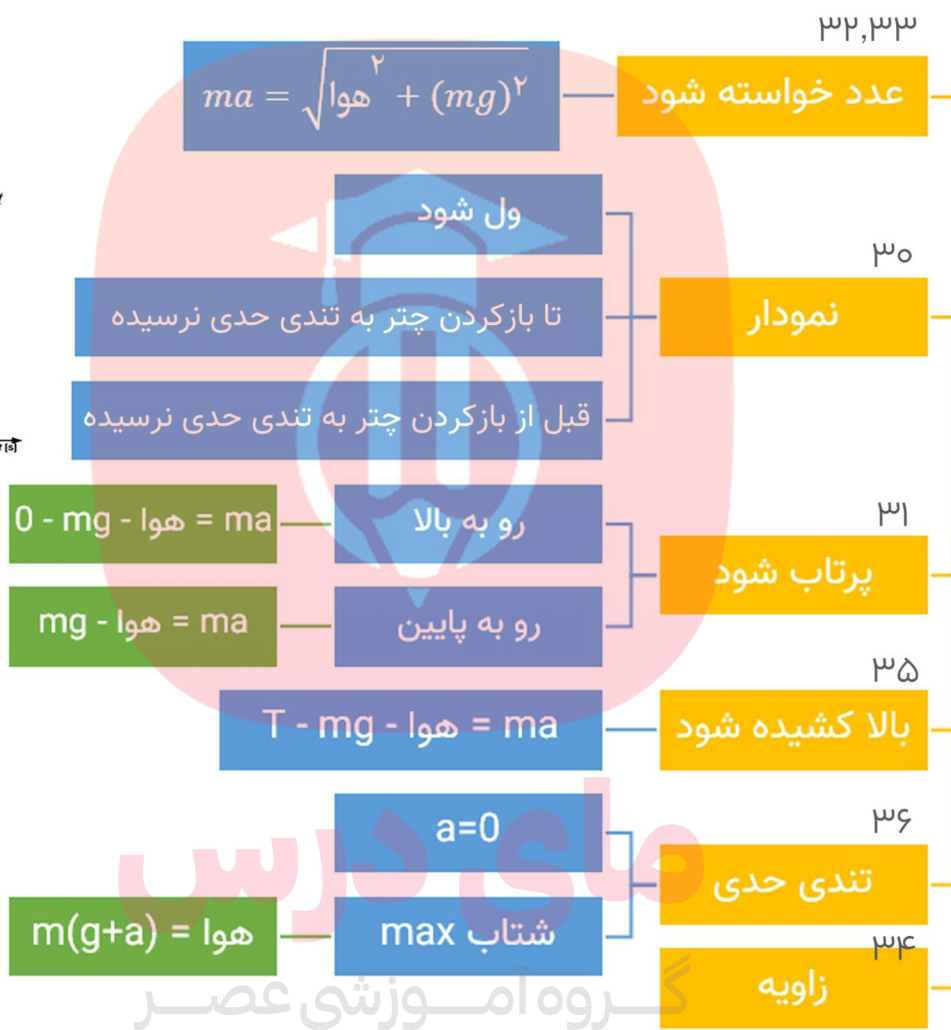 ۳۲,۳۳
عدد خواسته شود
ma = √هوا^۲ + (mg)^۲
۳۰
نمودار
ول شود
تا بازکردن چتر به تندی حدی نرسیده
قبل از بازکردن چتر به تندی حدی نرسیده
t [s]
۳۱
پرتاب شود
رو به بالا
0 - mg - هوا = ma
رو به پایین
mg - هوا = ma
۳۵
بالا کشیده شود
T - mg - هوا = ma
۳۶
تندی حدی
a=0
شتاب max
m(g+a) = هوا
۳۴
زاویه
مای درس
گروه آموزشی عصر